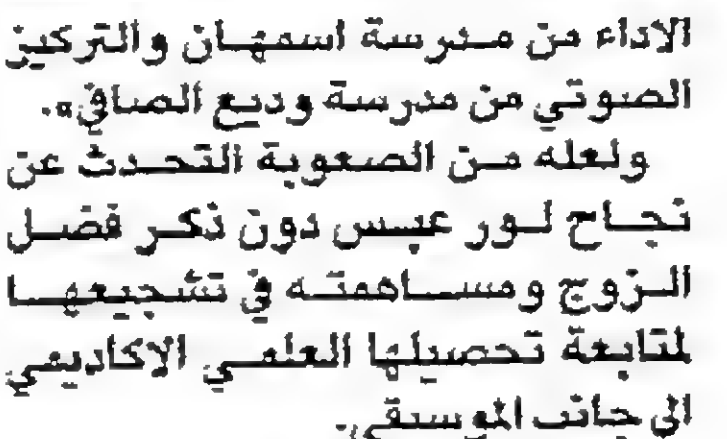 الاداء من مدرسة اسمهان والتركيز
الصوتي من مدرسة وديع الصافي».
ولعله من الصعوبة التحدث عن
نجاح لور عبس دون ذكر فضل
الزوج ومساهمته في تشجيعها
لمتابعة تحصيلها العلمي الاكاديمي
الى جانب الموسيقي.